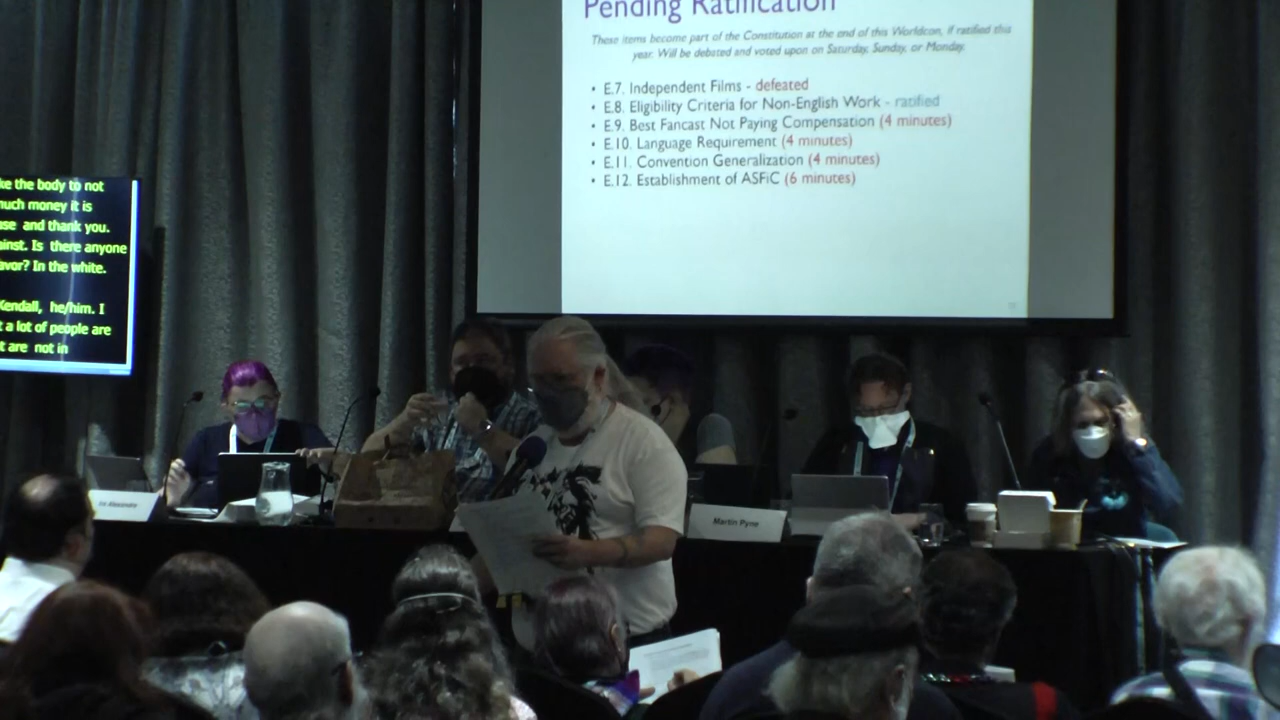 Pending Ratification
These items become part of the Constitution at the end of this Worldcon, if ratified this
year. Will be debated and voted upon on Saturday, Sunday, or Monday.
• E.7. Independent Films - defeated
• E.8. Eligibility Criteria for Non-English Work - ratified
• E.9. Best Fancast Not Paying Compensation (4 minutes)
• E.10. Language Requirement (4 minutes)
• E.11. Convention Generalization (4 minutes)
• E.12. Establishment of ASFiC (6 minutes)
ke the body to not
much money it is
and thank you.
Is there anyone
In the white.
Kendall, he/him. I
t a lot of people are
t are not in
Alexandre
Martin Pyne